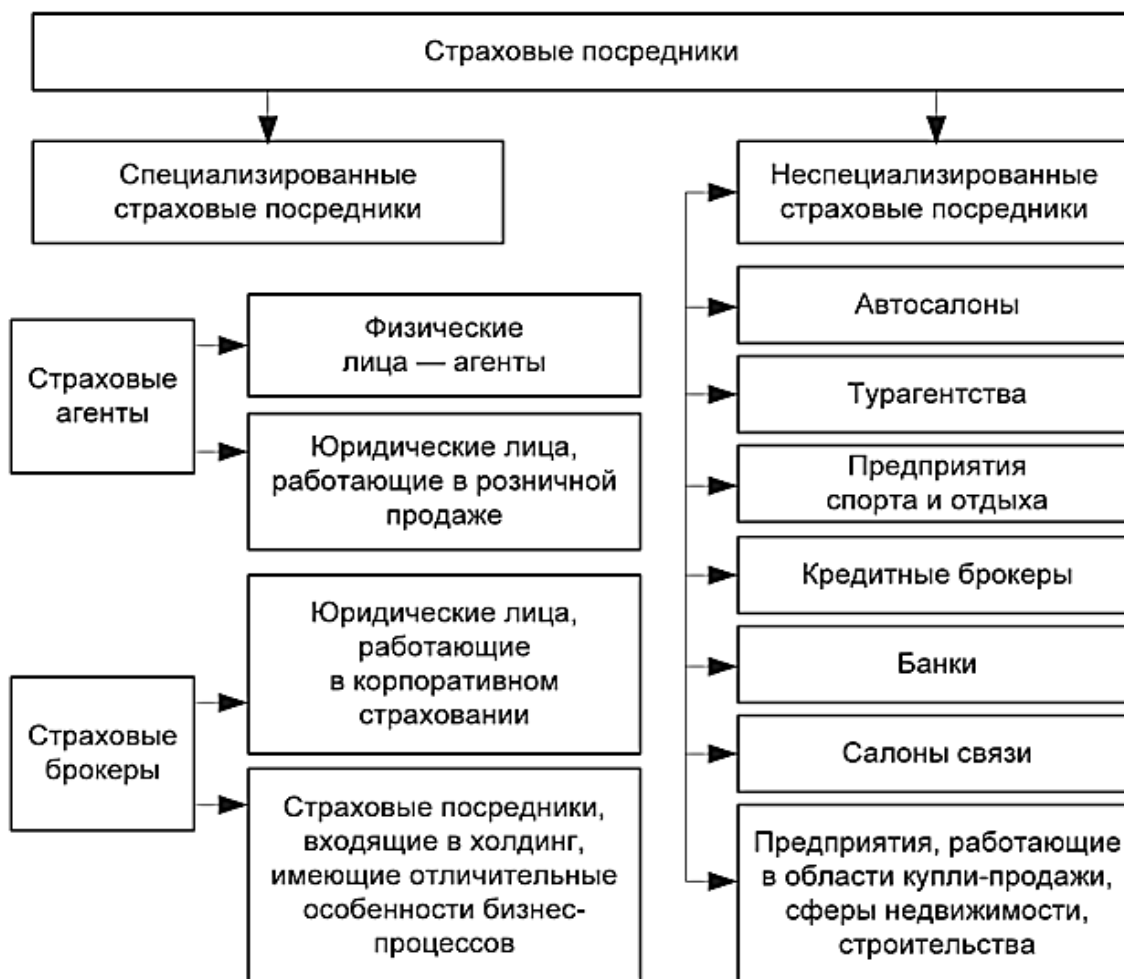 Страховые посредники
Специализированные
страховые посредники
Страховые
агенты
Физические
лица — агенты
Юридические лица,
работающие в розничной
продаже
Страховые
брокеры
Юридические лица,
работающие
в корпоративном
страховании
Страховые посредники,
входящие в холдинг,
имеющие отличительные
особенности бизнес-
процессов
Неспециализированные
страховые посредники
Автосалоны
Турагентства
Предприятия
спорта и отдыха
Кредитные брокеры
Банки
Салоны связи
Предприятия, работающие
в области купли-продажи,
сферы недвижимости,
строительства